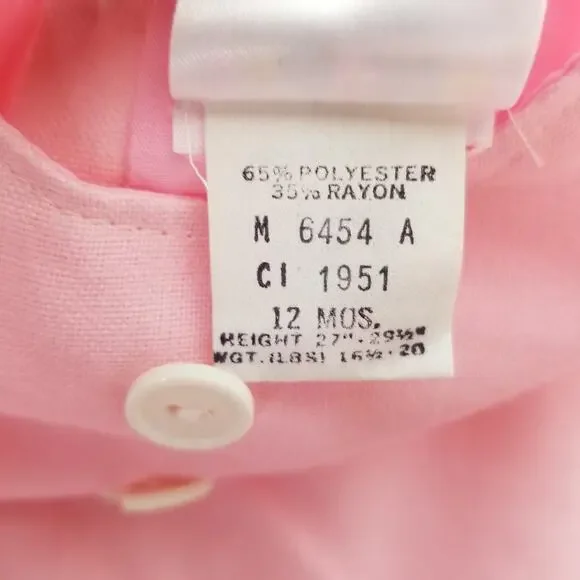 65% POLYESTER
35% RAYON
M 6454 A
CI 1951
12 MOS.
HEIGHT 27"-29½"
WGT. (LBS) 16½-20